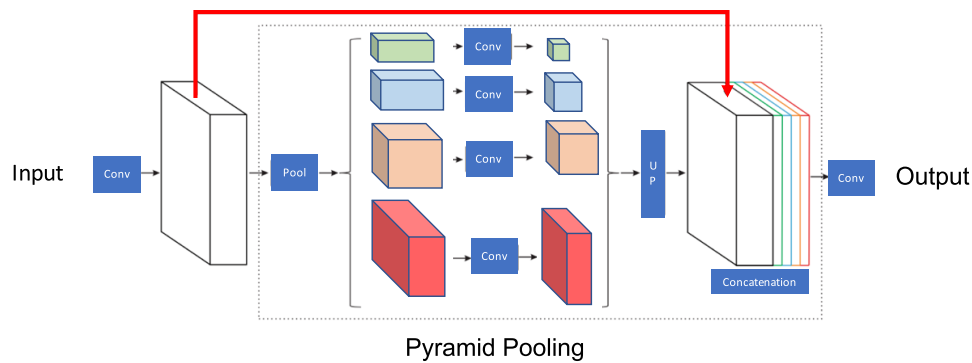 Input
Conv
Pool
Conv
Conv
Conv
Conv
U
P
Concatenation
Conv
Output
Pyramid Pooling